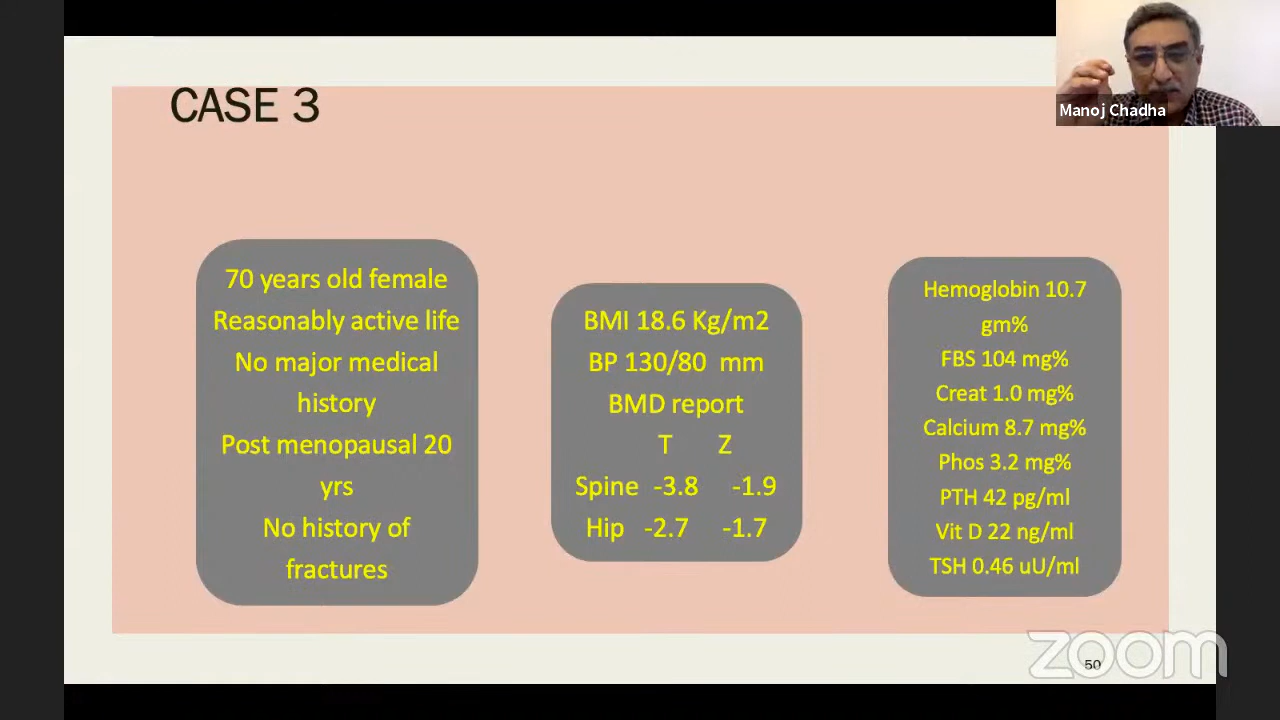 CASE 3
Manoj Chadha
70 years old female
Reasonably active life
No major medical
history
Post menopausal 20
yrs
No history of
fractures
BMI 18.6 Kg/m2
BP 130/80 mm
BMD report
T Z
Spine -3.8 -1.9
Hip -2.7 -1.7
Hemoglobin 10.7
gm%
FBS 104 mg%
Creat 1.0 mg%
Calcium 8.7 mg%
Phos 3.2 mg%
PTH 42 pg/ml
Vit D 22 ng/ml
TSH 0.46 uU/ml
zoom
50